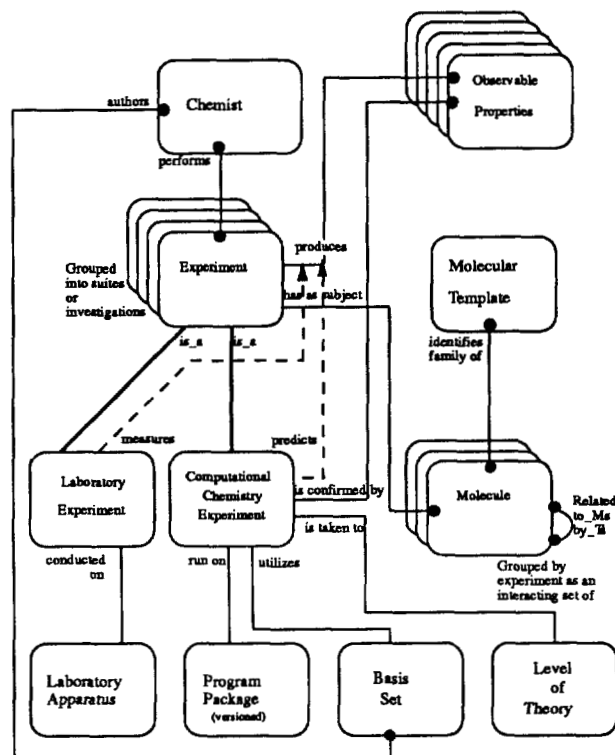 authors
Chemist
Observable
Properties
performs
Grouped
into suites
or
investigations
Experiment
produces
has as subject
Molecular
Template
identifies
family of
is_a
is_a
measures
predicts
Laboratory
Experiment
Computational
Chemistry
Experiment
is confirmed by
is taken to
Molecule
Related
to_Ms
by_Ts
Grouped by
experiment as an
interacting set of
conducted
on
run on
utilizes
Laboratory
Apparatus
Program
Package
(versioned)
Basis
Set
Level
of
Theory